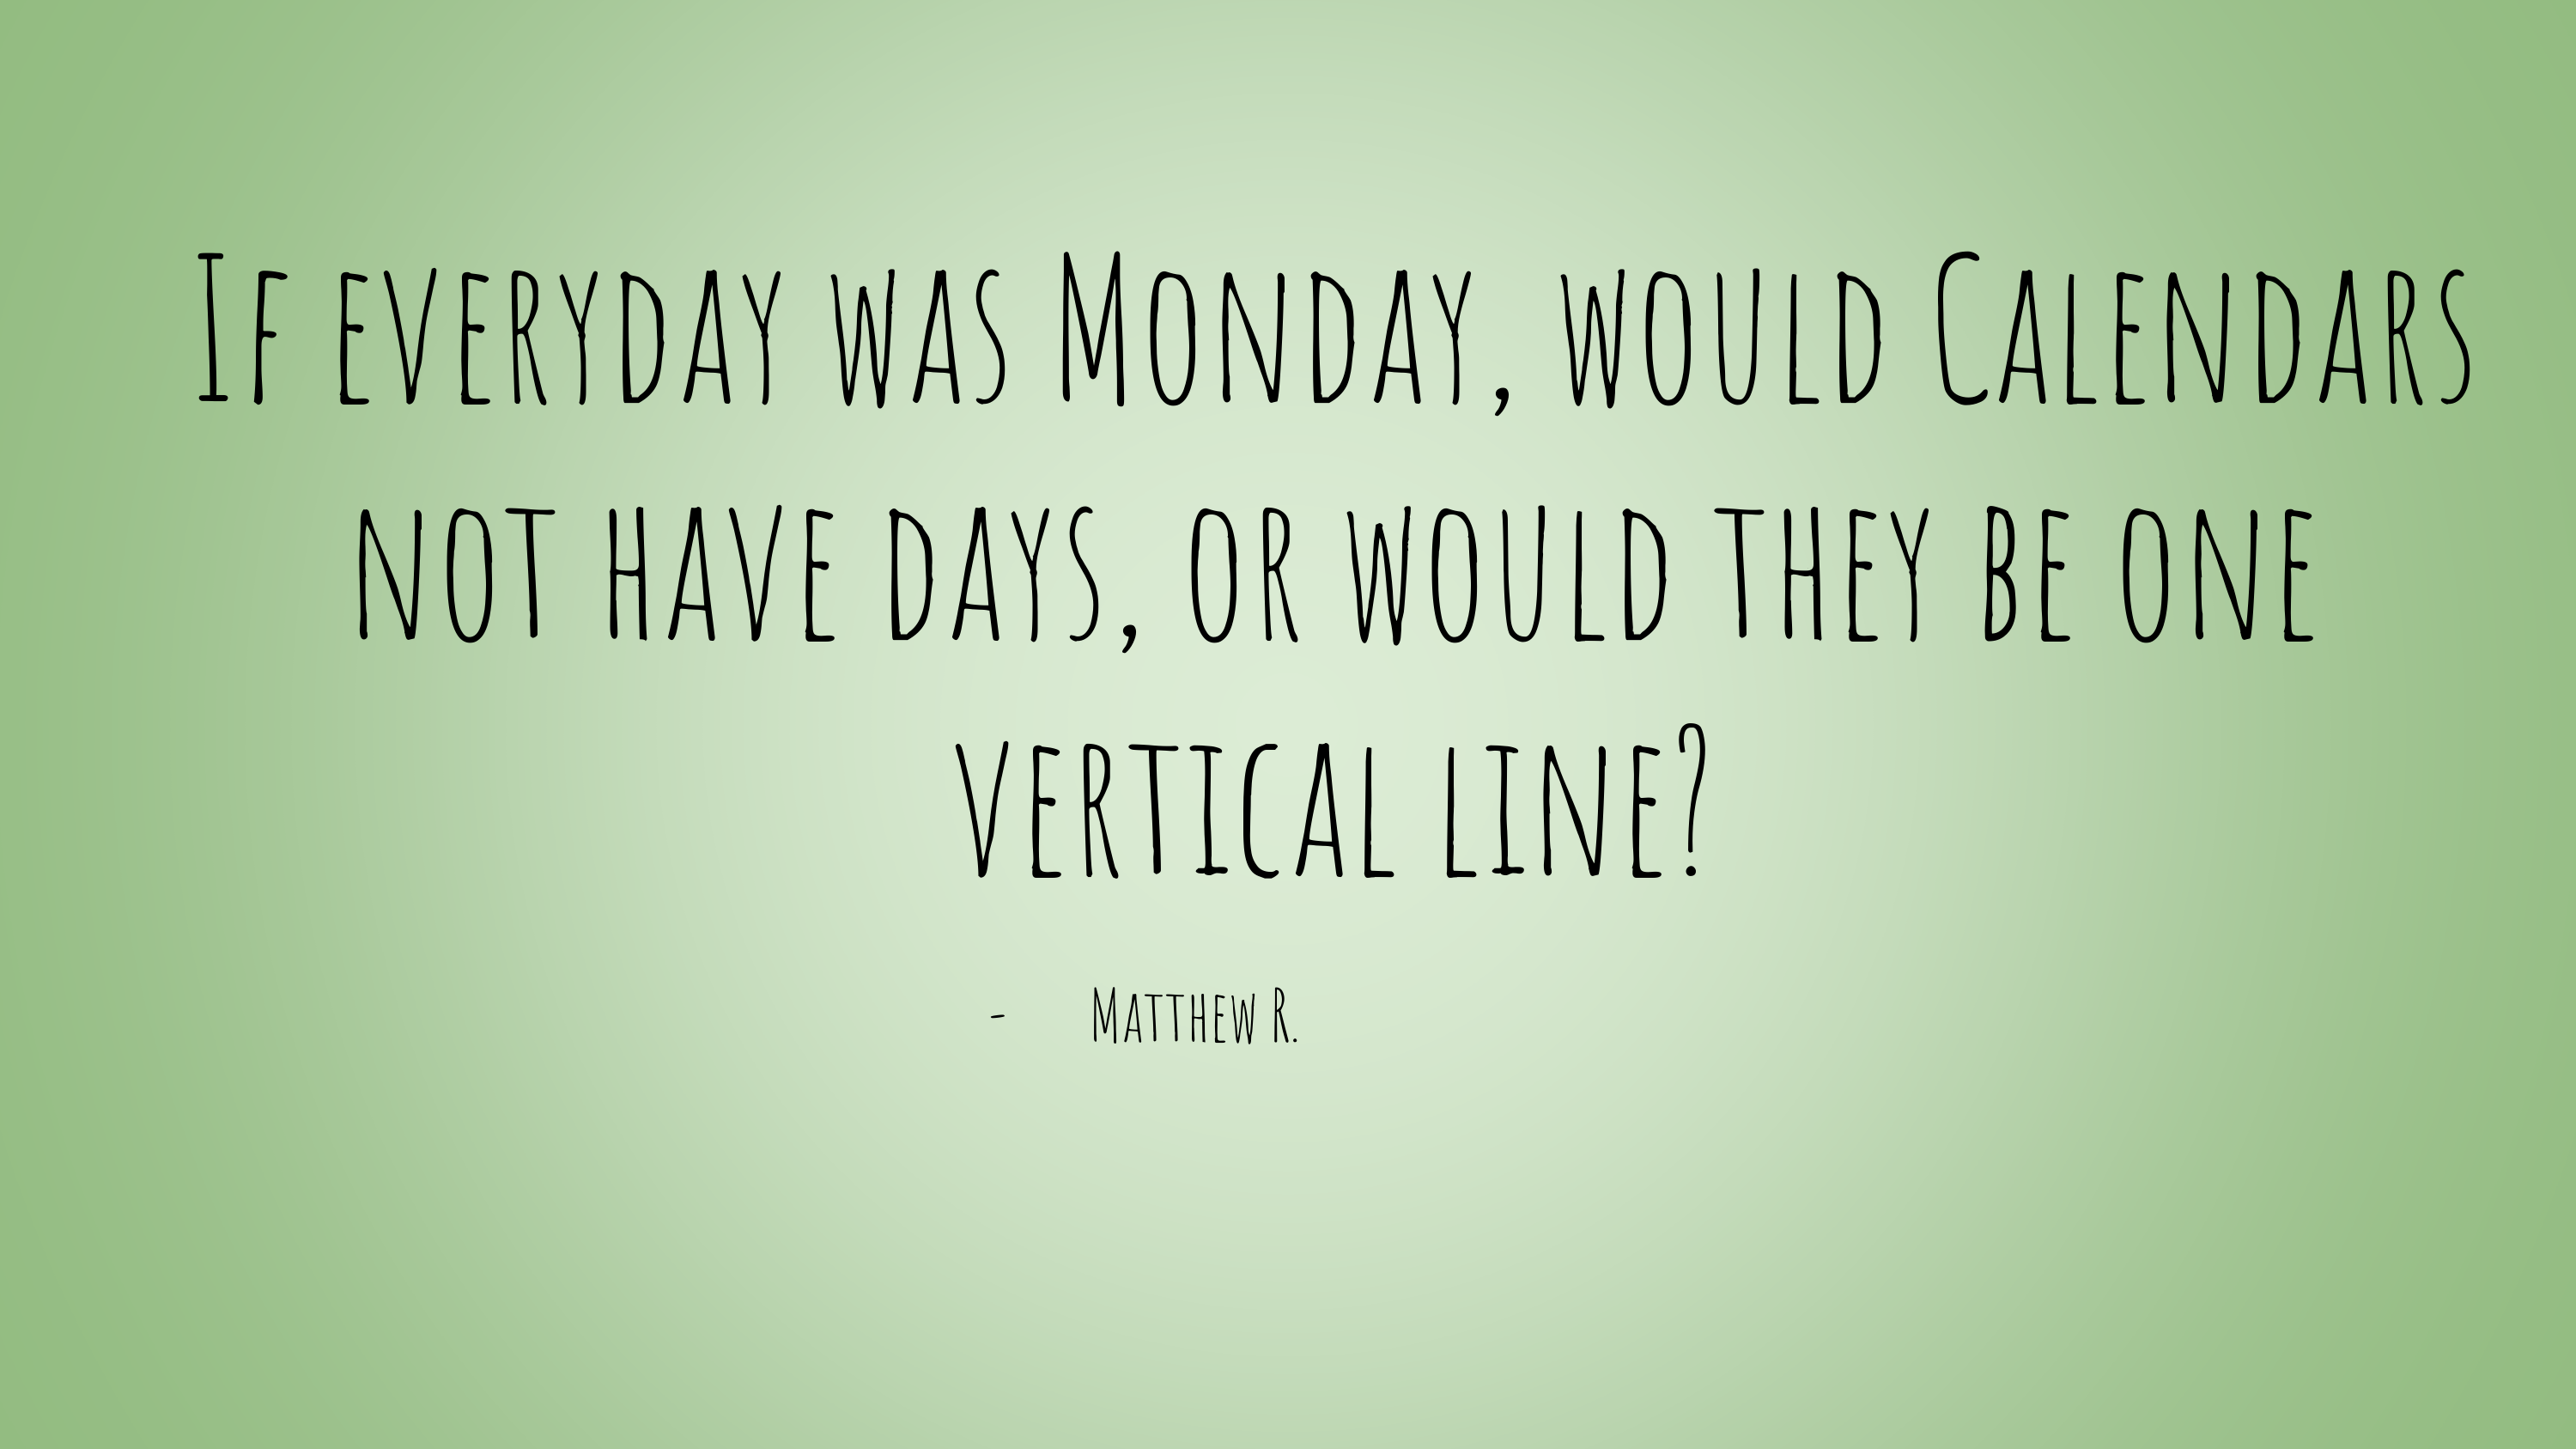 If everyday was Monday, would Calendars
not have days, or would they be one
vertical line?
- Matthew R.